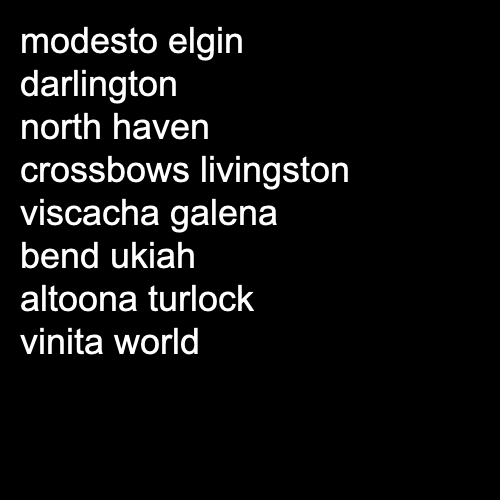 modesto elgin
darlington
north haven
crossbows livingston
viscacha galena
bend ukiah
altoona turlock
vinita world